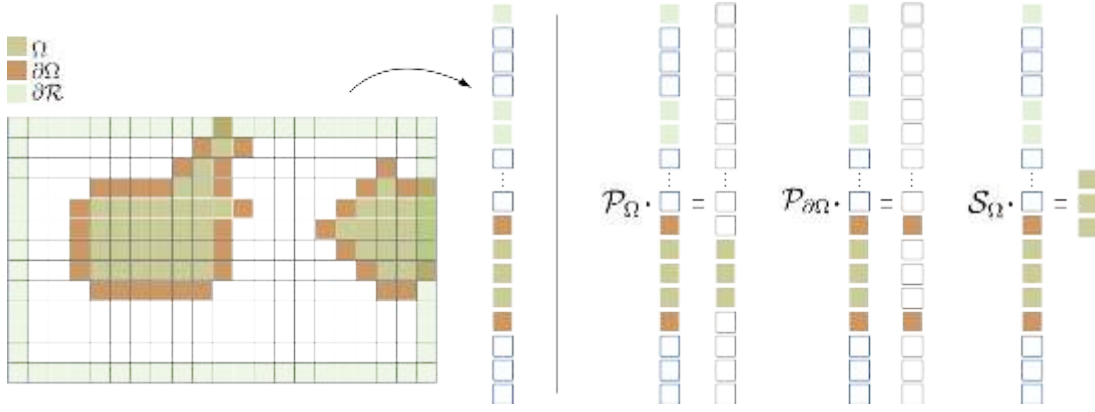 Ω
∂Ω
∂ℛ
𝒫_Ω · =
𝒫_∂Ω · =
𝒮_Ω · =